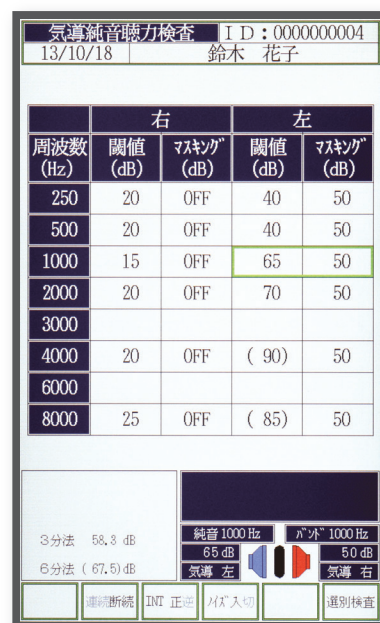 気導純音聴力検査 ID:0000000004
13/10/18 鈴木 花子
右 左
周波数(Hz) 閾値(dB) マスキング(dB) 閾値(dB) マスキング(dB)
250 20 OFF 40 50
500 20 OFF 40 50
1000 15 OFF 65 50
2000 20 OFF 70 50
3000
4000 20 OFF ( 90) 50
6000
8000 25 OFF ( 85) 50
純音 1000 Hz バンド 1000 Hz
3分法 58.3 dB
65 dB 50 dB
6分法 ( 67.5)dB
気導 左 気導 右
連続断続 INT 正逆 ノイズ入切 選別検査